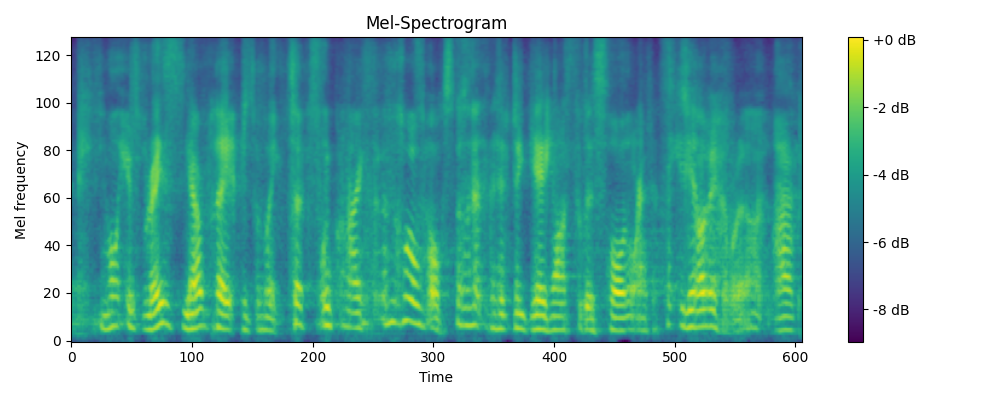 Mel-Spectrogram
120
100
80
60
40
20
0
Mel frequency
0 100 200 300 400 500 600
Time
+0 dB
-2 dB
-4 dB
-6 dB
-8 dB